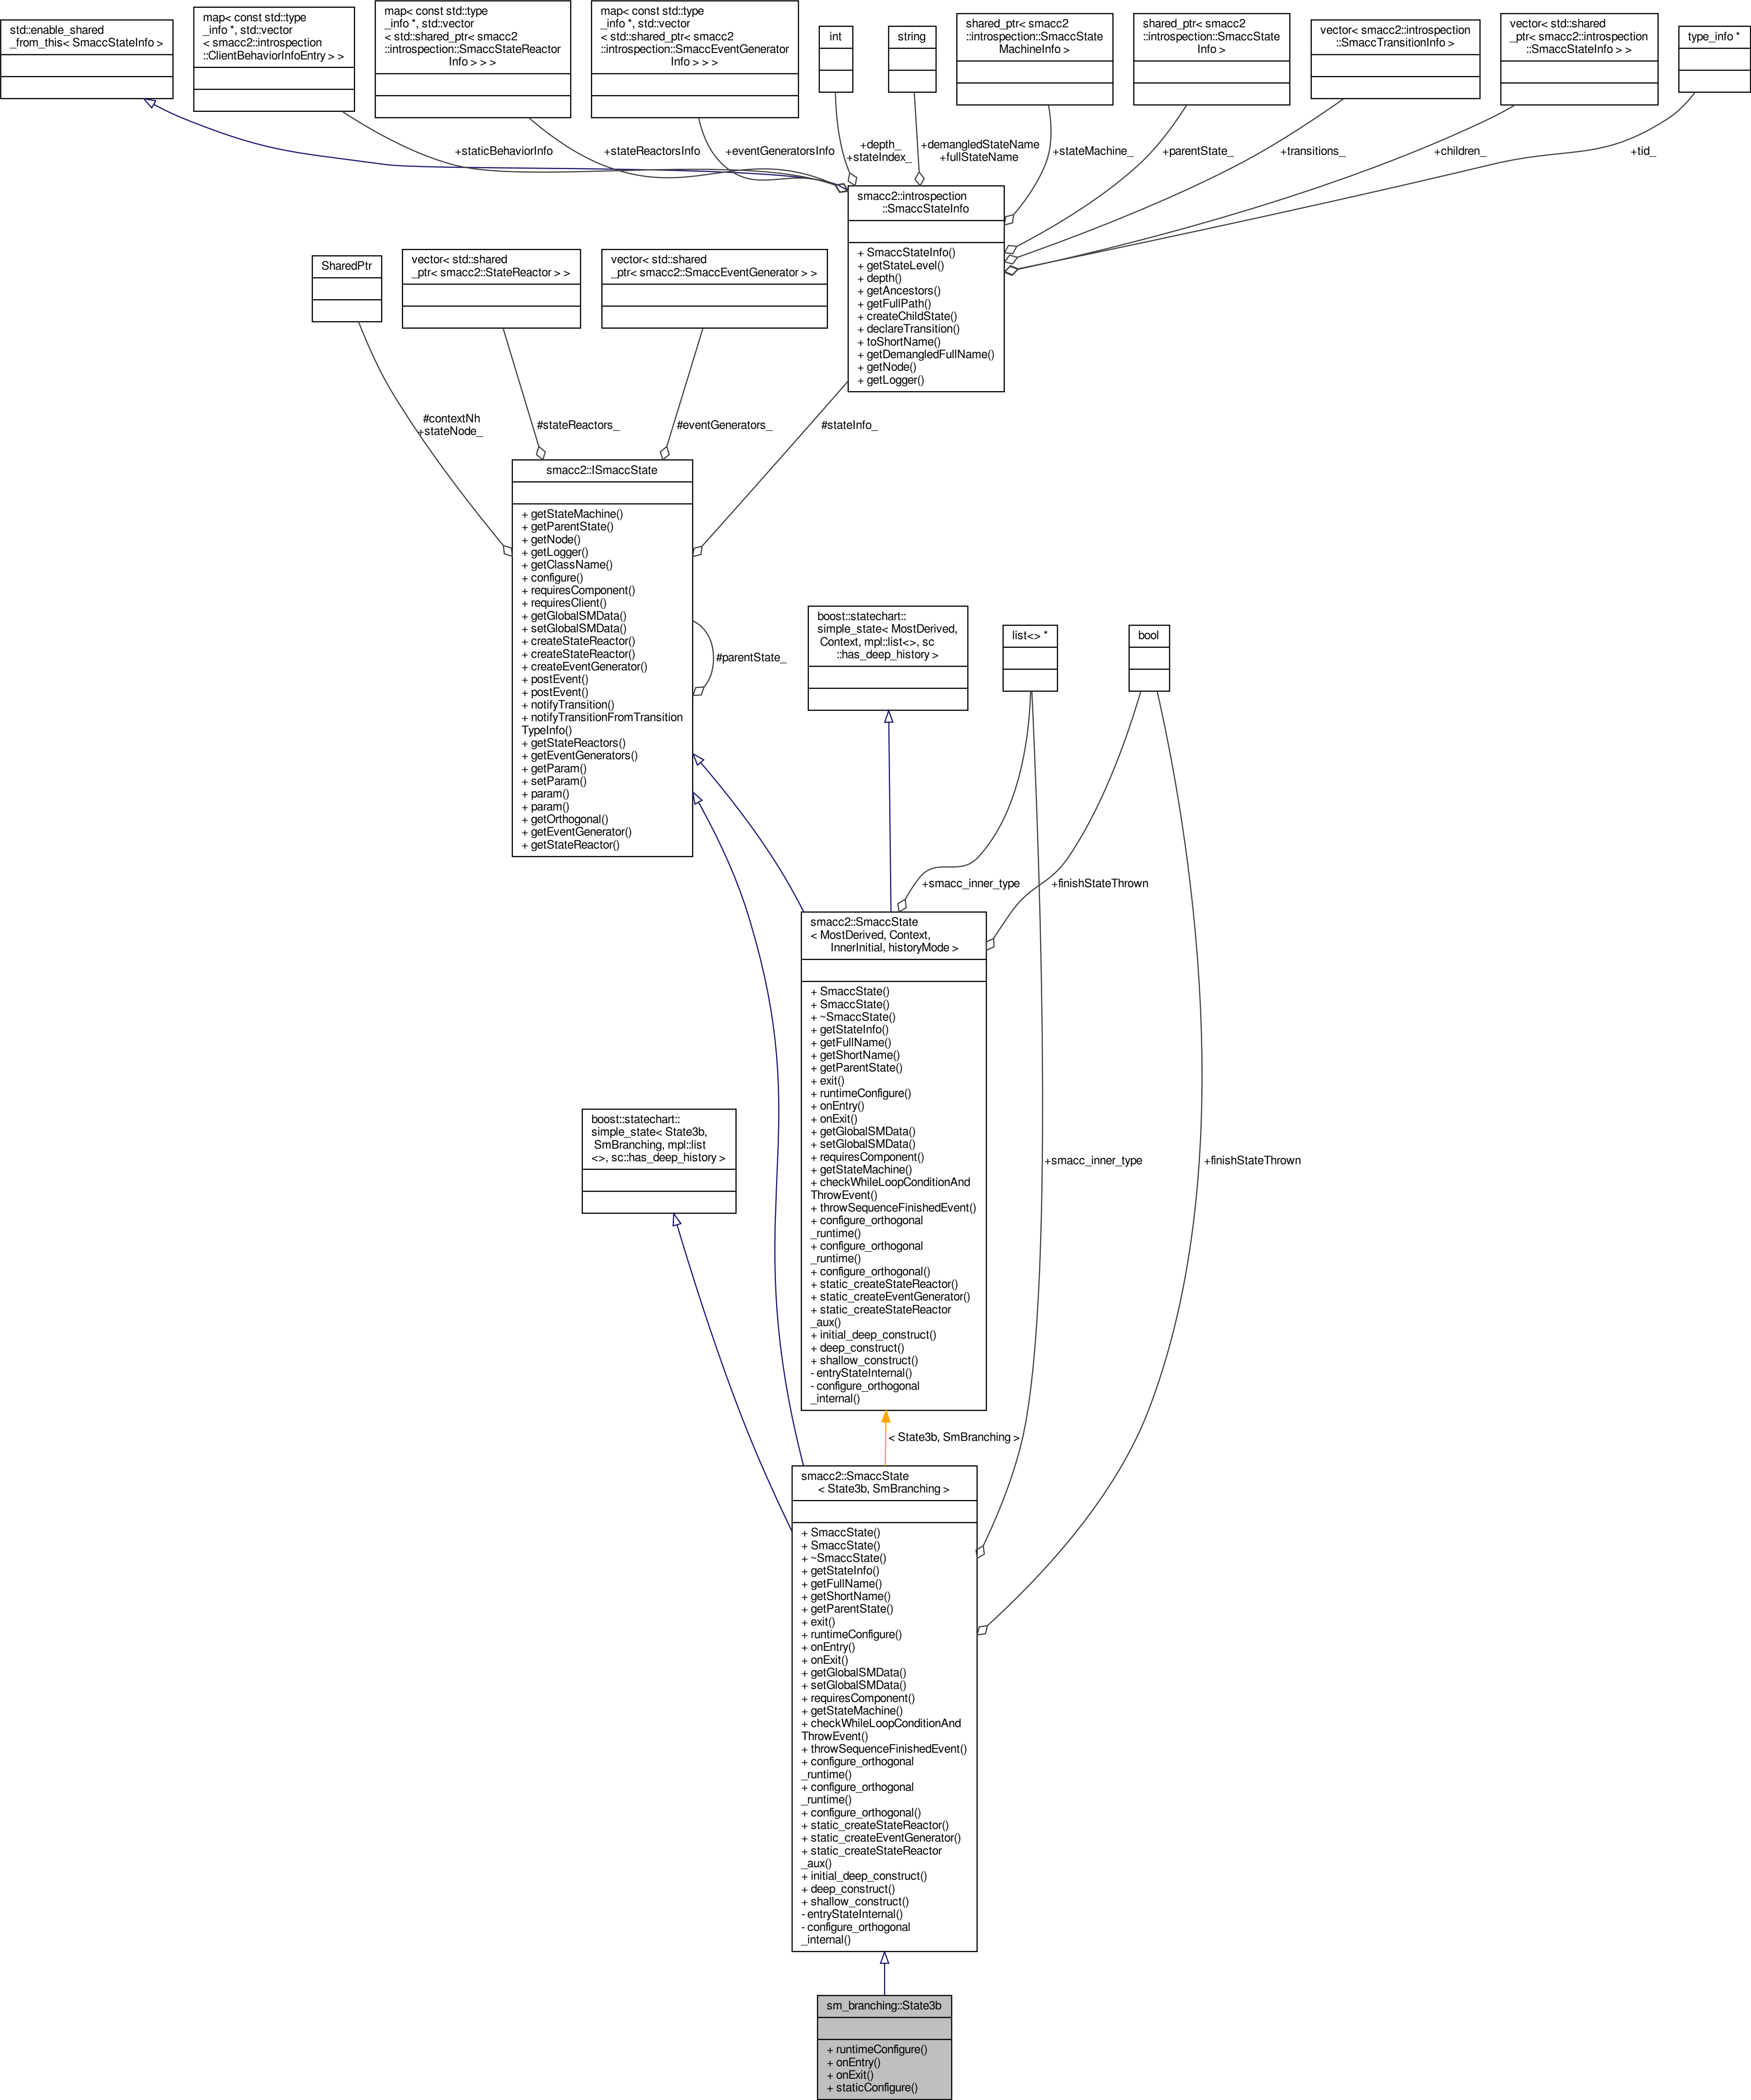 std::enable_shared
_from_this< SmaccStateInfo >
map< const std::type
_info *, std::vector
< smacc2::introspection
::ClientBehaviorInfoEntry > >
map< const std::type
_info *, std::vector
< std::shared_ptr< smacc2
::introspection::SmaccStateReactor
Info > > >
map< const std::type
_info *, std::vector
< std::shared_ptr< smacc2
::introspection::SmaccEventGenerator
Info > > >
int
string
shared_ptr< smacc2
::introspection::SmaccState
MachineInfo >
shared_ptr< smacc2
::introspection::SmaccState
Info >
vector< smacc2::introspection
::SmaccTransitionInfo >
vector< std::shared
_ptr< smacc2::introspection
::SmaccStateInfo > >
type_info *
+staticBehaviorInfo
+stateReactorsInfo
+eventGeneratorsInfo
+depth_
+stateIndex_
+demangledStateName
+fullStateName
+stateMachine_
+parentState_
+transitions_
+children_
+tid_
smacc2::introspection
::SmaccStateInfo
+ SmaccStateInfo()
+ getStateLevel()
+ depth()
+ getAncestors()
+ getFullPath()
+ createChildState()
+ declareTransition()
+ toShortName()
+ getDemangledFullName()
+ getNode()
+ getLogger()
SharedPtr
vector< std::shared
_ptr< smacc2::StateReactor > >
vector< std::shared
_ptr< smacc2::SmaccEventGenerator > >
#contextNh
+stateNode_
#stateReactors_
#eventGenerators_
#stateInfo_
smacc2::ISmaccState
+ getStateMachine()
+ getParentState()
+ getNode()
+ getLogger()
+ getClassName()
+ configure()
+ requiresComponent()
+ requiresClient()
+ getGlobalSMData()
+ setGlobalSMData()
+ createStateReactor()
+ createStateReactor()
+ createEventGenerator()
+ postEvent()
+ postEvent()
+ notifyTransition()
+ notifyTransitionFromTransition
TypeInfo()
+ getStateReactors()
+ getEventGenerators()
+ getParam()
+ setParam()
+ param()
+ param()
+ getOrthogonal()
+ getEventGenerator()
+ getStateReactor()
#parentState_
boost::statechart::
simple_state< MostDerived,
Context, mpl::list<>, sc
::has_deep_history >
list<> *
bool
+smacc_inner_type
+finishStateThrown
smacc2::SmaccState
< MostDerived, Context,
InnerInitial, historyMode >
+ SmaccState()
+ SmaccState()
+ ~SmaccState()
+ getStateInfo()
+ getFullName()
+ getShortName()
+ getParentState()
+ exit()
+ runtimeConfigure()
+ onEntry()
+ onExit()
+ getGlobalSMData()
+ setGlobalSMData()
+ requiresComponent()
+ getStateMachine()
+ checkWhileLoopConditionAnd
ThrowEvent()
+ throwSequenceFinishedEvent()
+ configure_orthogonal
_runtime()
+ configure_orthogonal
_runtime()
+ configure_orthogonal()
+ static_createStateReactor()
+ static_createEventGenerator()
+ static_createStateReactor
_aux()
+ initial_deep_construct()
+ deep_construct()
+ shallow_construct()
- entryStateInternal()
- configure_orthogonal
_internal()
boost::statechart::
simple_state< State3b,
SmBranching, mpl::list
<>, sc::has_deep_history >
+smacc_inner_type
+finishStateThrown
< State3b, SmBranching >
smacc2::SmaccState
< State3b, SmBranching >
+ SmaccState()
+ SmaccState()
+ ~SmaccState()
+ getStateInfo()
+ getFullName()
+ getShortName()
+ getParentState()
+ exit()
+ runtimeConfigure()
+ onEntry()
+ onExit()
+ getGlobalSMData()
+ setGlobalSMData()
+ requiresComponent()
+ getStateMachine()
+ checkWhileLoopConditionAnd
ThrowEvent()
+ throwSequenceFinishedEvent()
+ configure_orthogonal
_runtime()
+ configure_orthogonal
_runtime()
+ configure_orthogonal()
+ static_createStateReactor()
+ static_createEventGenerator()
+ static_createStateReactor
_aux()
+ initial_deep_construct()
+ deep_construct()
+ shallow_construct()
- entryStateInternal()
- configure_orthogonal
_internal()
sm_branching::State3b
+ runtimeConfigure()
+ onEntry()
+ onExit()
+ staticConfigure()